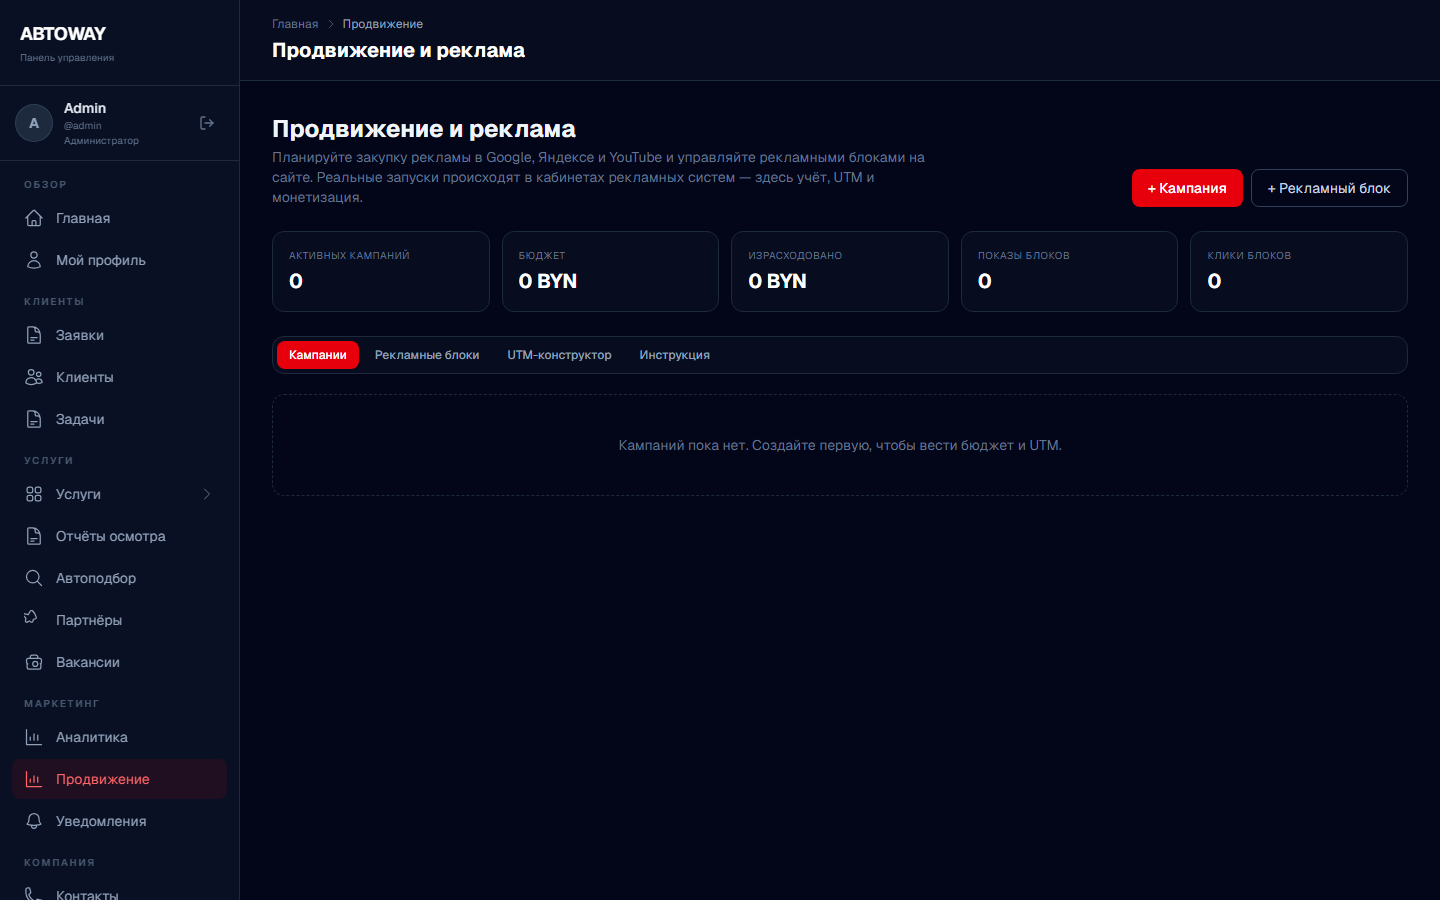 АВТОWAY
Панель управления
A
Admin
@admin
Администратор
ОБЗОР
Главная
Мой профиль
КЛИЕНТЫ
Заявки
Клиенты
Задачи
УСЛУГИ
Услуги
Отчёты осмотра
Автоподбор
Партнёры
Вакансии
МАРКЕТИНГ
Аналитика
Продвижение
Уведомления
КОМПАНИЯ
Контакты
Главная > Продвижение
Продвижение и реклама
Продвижение и реклама
Планируйте закупку рекламы в Google, Яндексе и YouTube и управляйте рекламными блоками на
сайте. Реальные запуски происходят в кабинетах рекламных систем — здесь учёт, UTM и
монетизация.
+ Кампания
+ Рекламный блок
АКТИВНЫХ КАМПАНИЙ
0
БЮДЖЕТ
0 BYN
ИЗРАСХОДОВАНО
0 BYN
ПОКАЗЫ БЛОКОВ
0
КЛИКИ БЛОКОВ
0
Кампании
Рекламные блоки
UTM-конструктор
Инструкция
Кампаний пока нет. Создайте первую, чтобы вести бюджет и UTM.